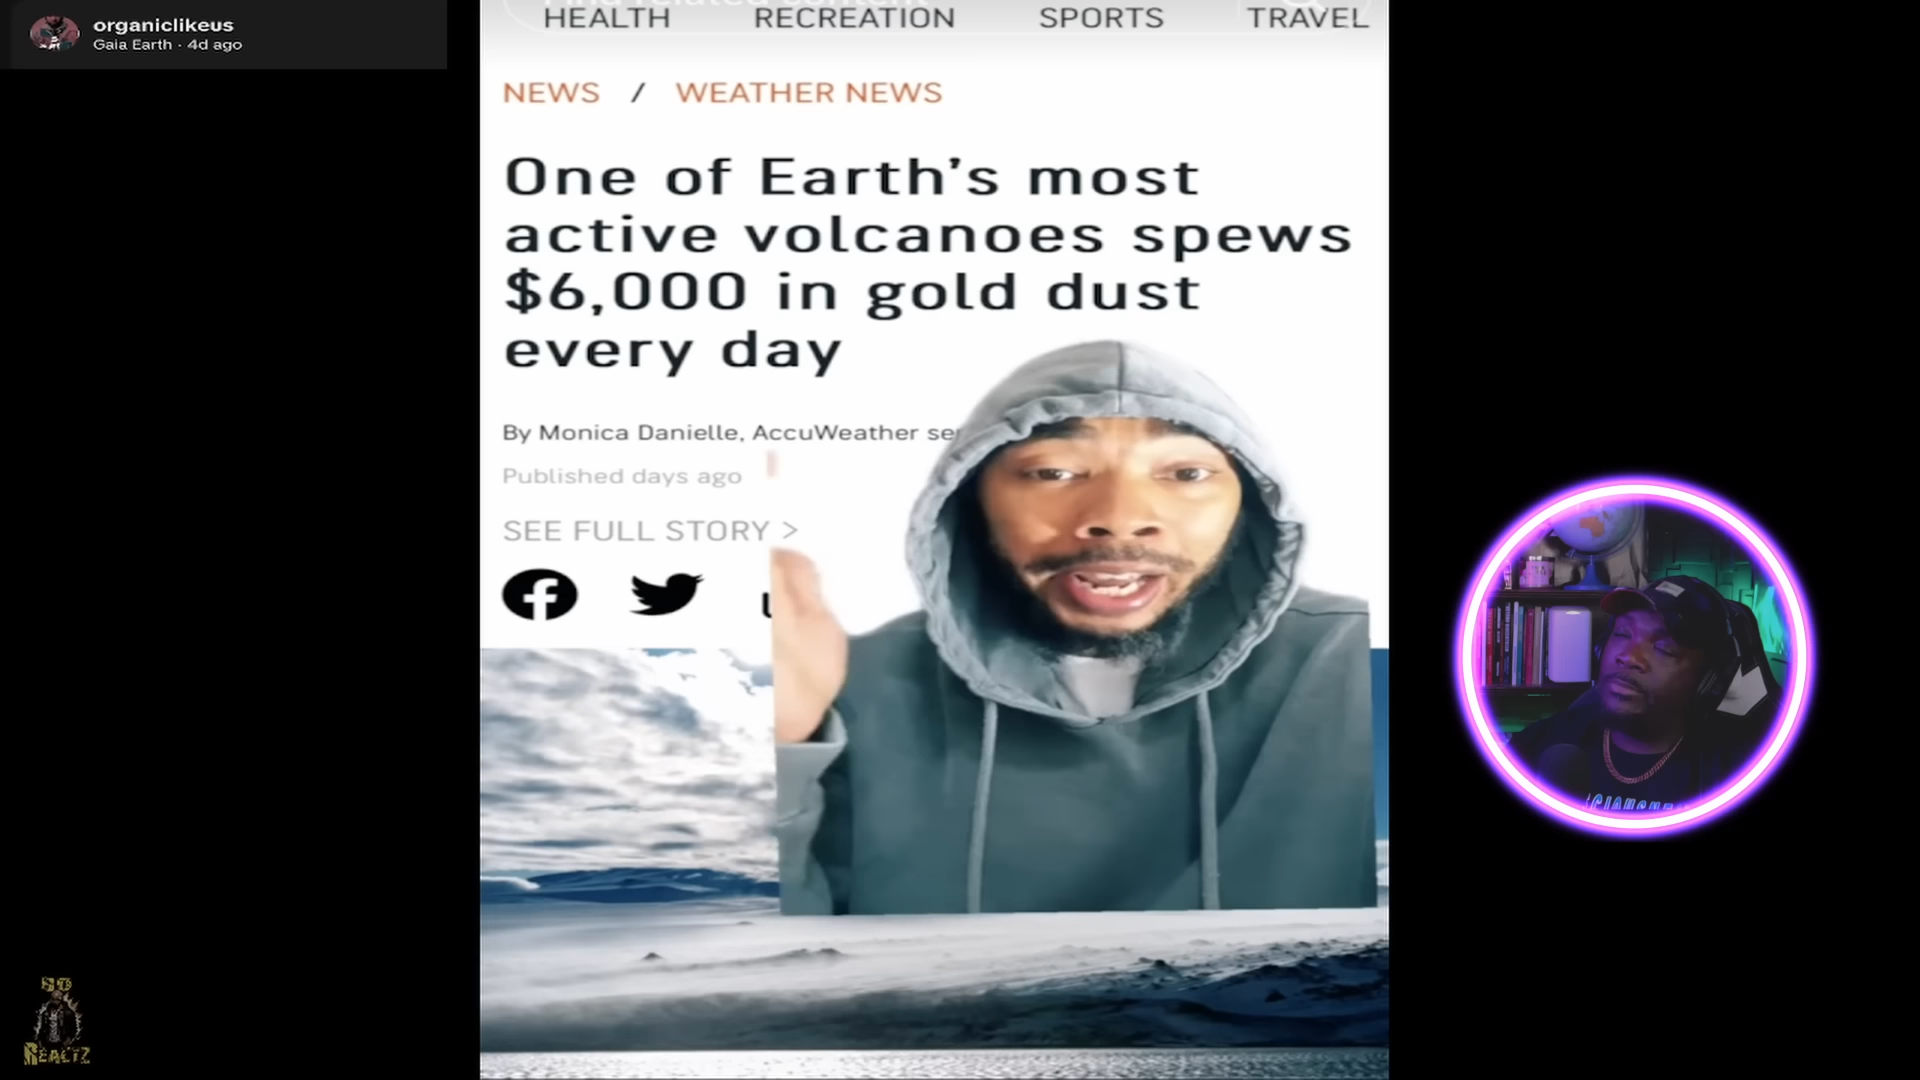 organiclikeus
Gaia Earth · 4d ago
HEALTH RECREATION SPORTS TRAVEL
NEWS / WEATHER NEWS
One of Earth's most
active volcanoes spews
$6,000 in gold dust
every day
By Monica Danielle, AccuWeather
Published days ago
SEE FULL STORY >
REACTZ